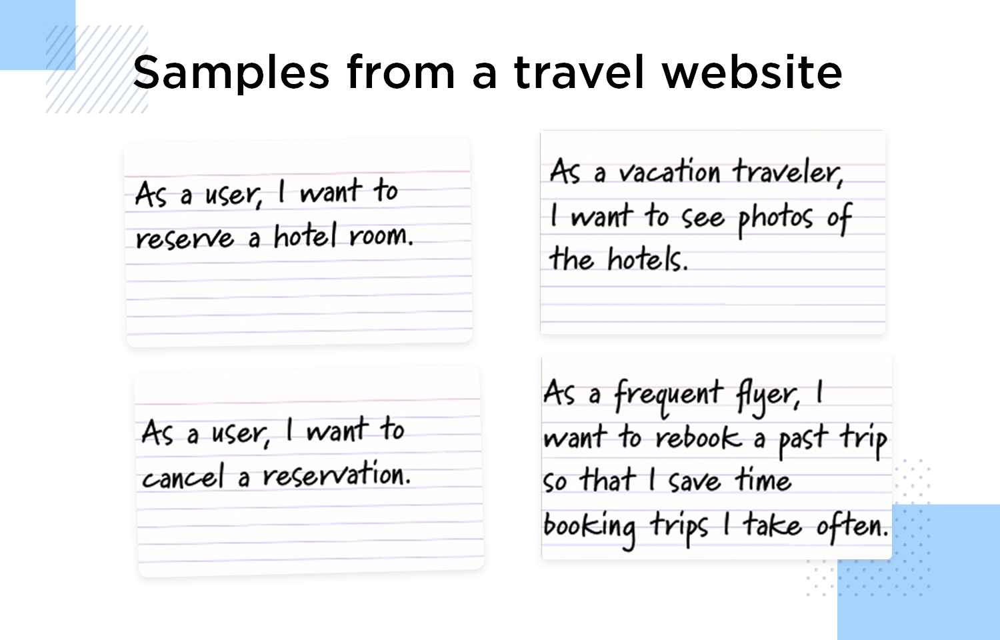 Samples from a travel website
As a user, I want to
reserve a hotel room.
As a vacation traveler,
I want to see photos of
the hotels.
As a user, I want to
cancel a reservation.
As a frequent flyer, I
want to rebook a past trip
so that I save time
booking trips I take often.